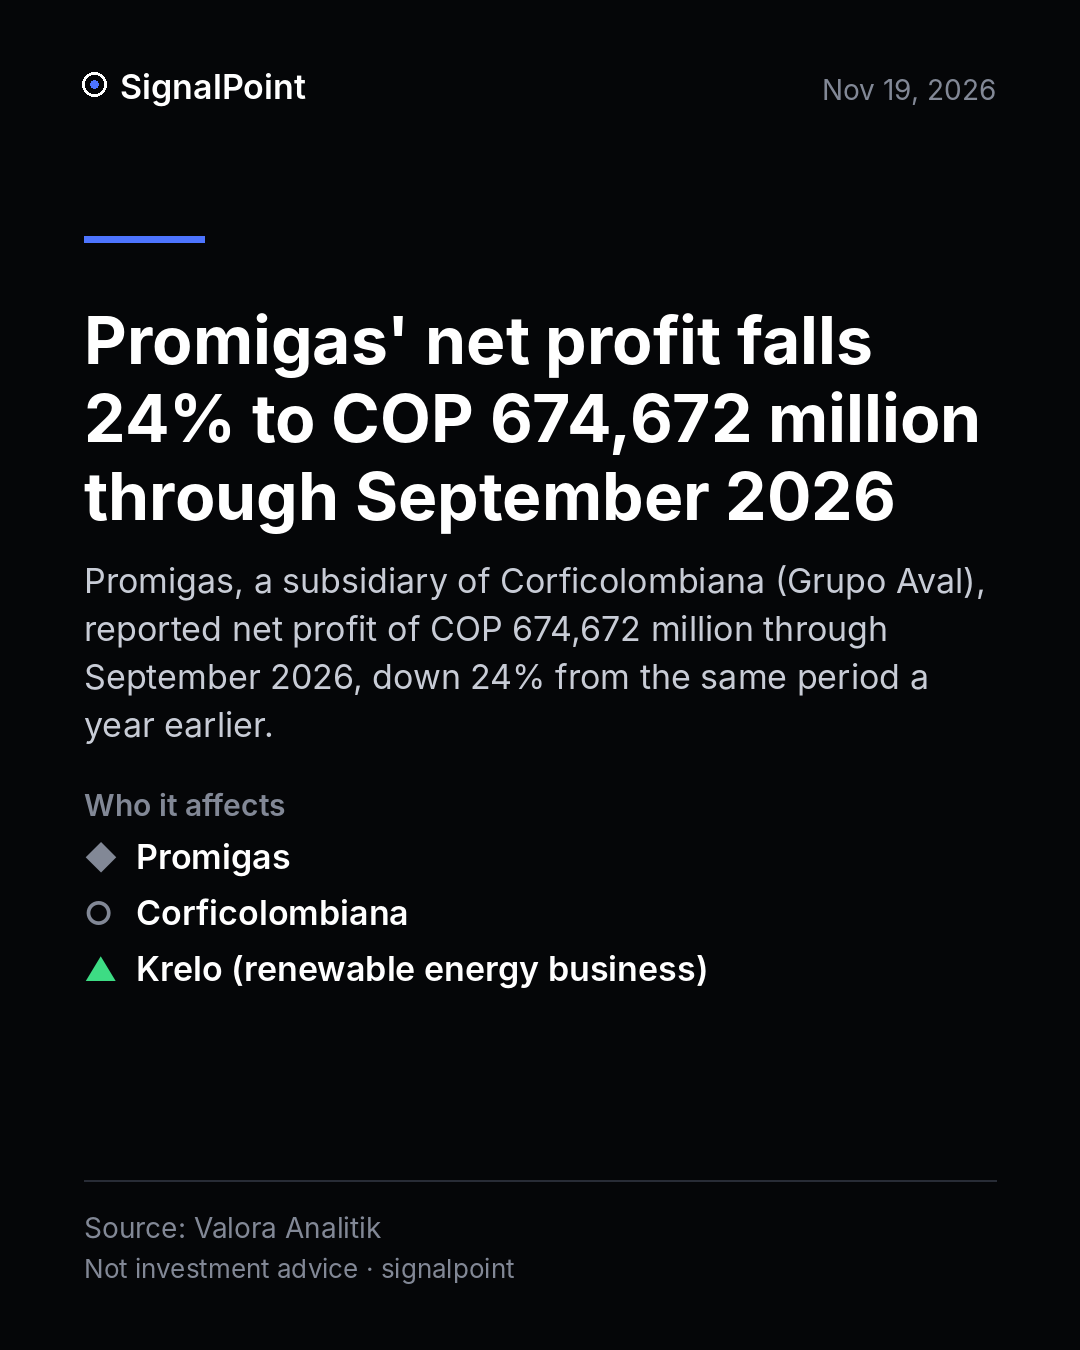 SignalPoint
Nov 19, 2026
Promigas' net profit falls
24% to COP 674,672 million
through September 2026
Promigas, a subsidiary of Corficolombiana (Grupo Aval),
reported net profit of COP 674,672 million through
September 2026, down 24% from the same period a
year earlier.
Who it affects
Promigas
Corficolombiana
Krelo (renewable energy business)
Source: Valora Analitik
Not investment advice · signalpoint